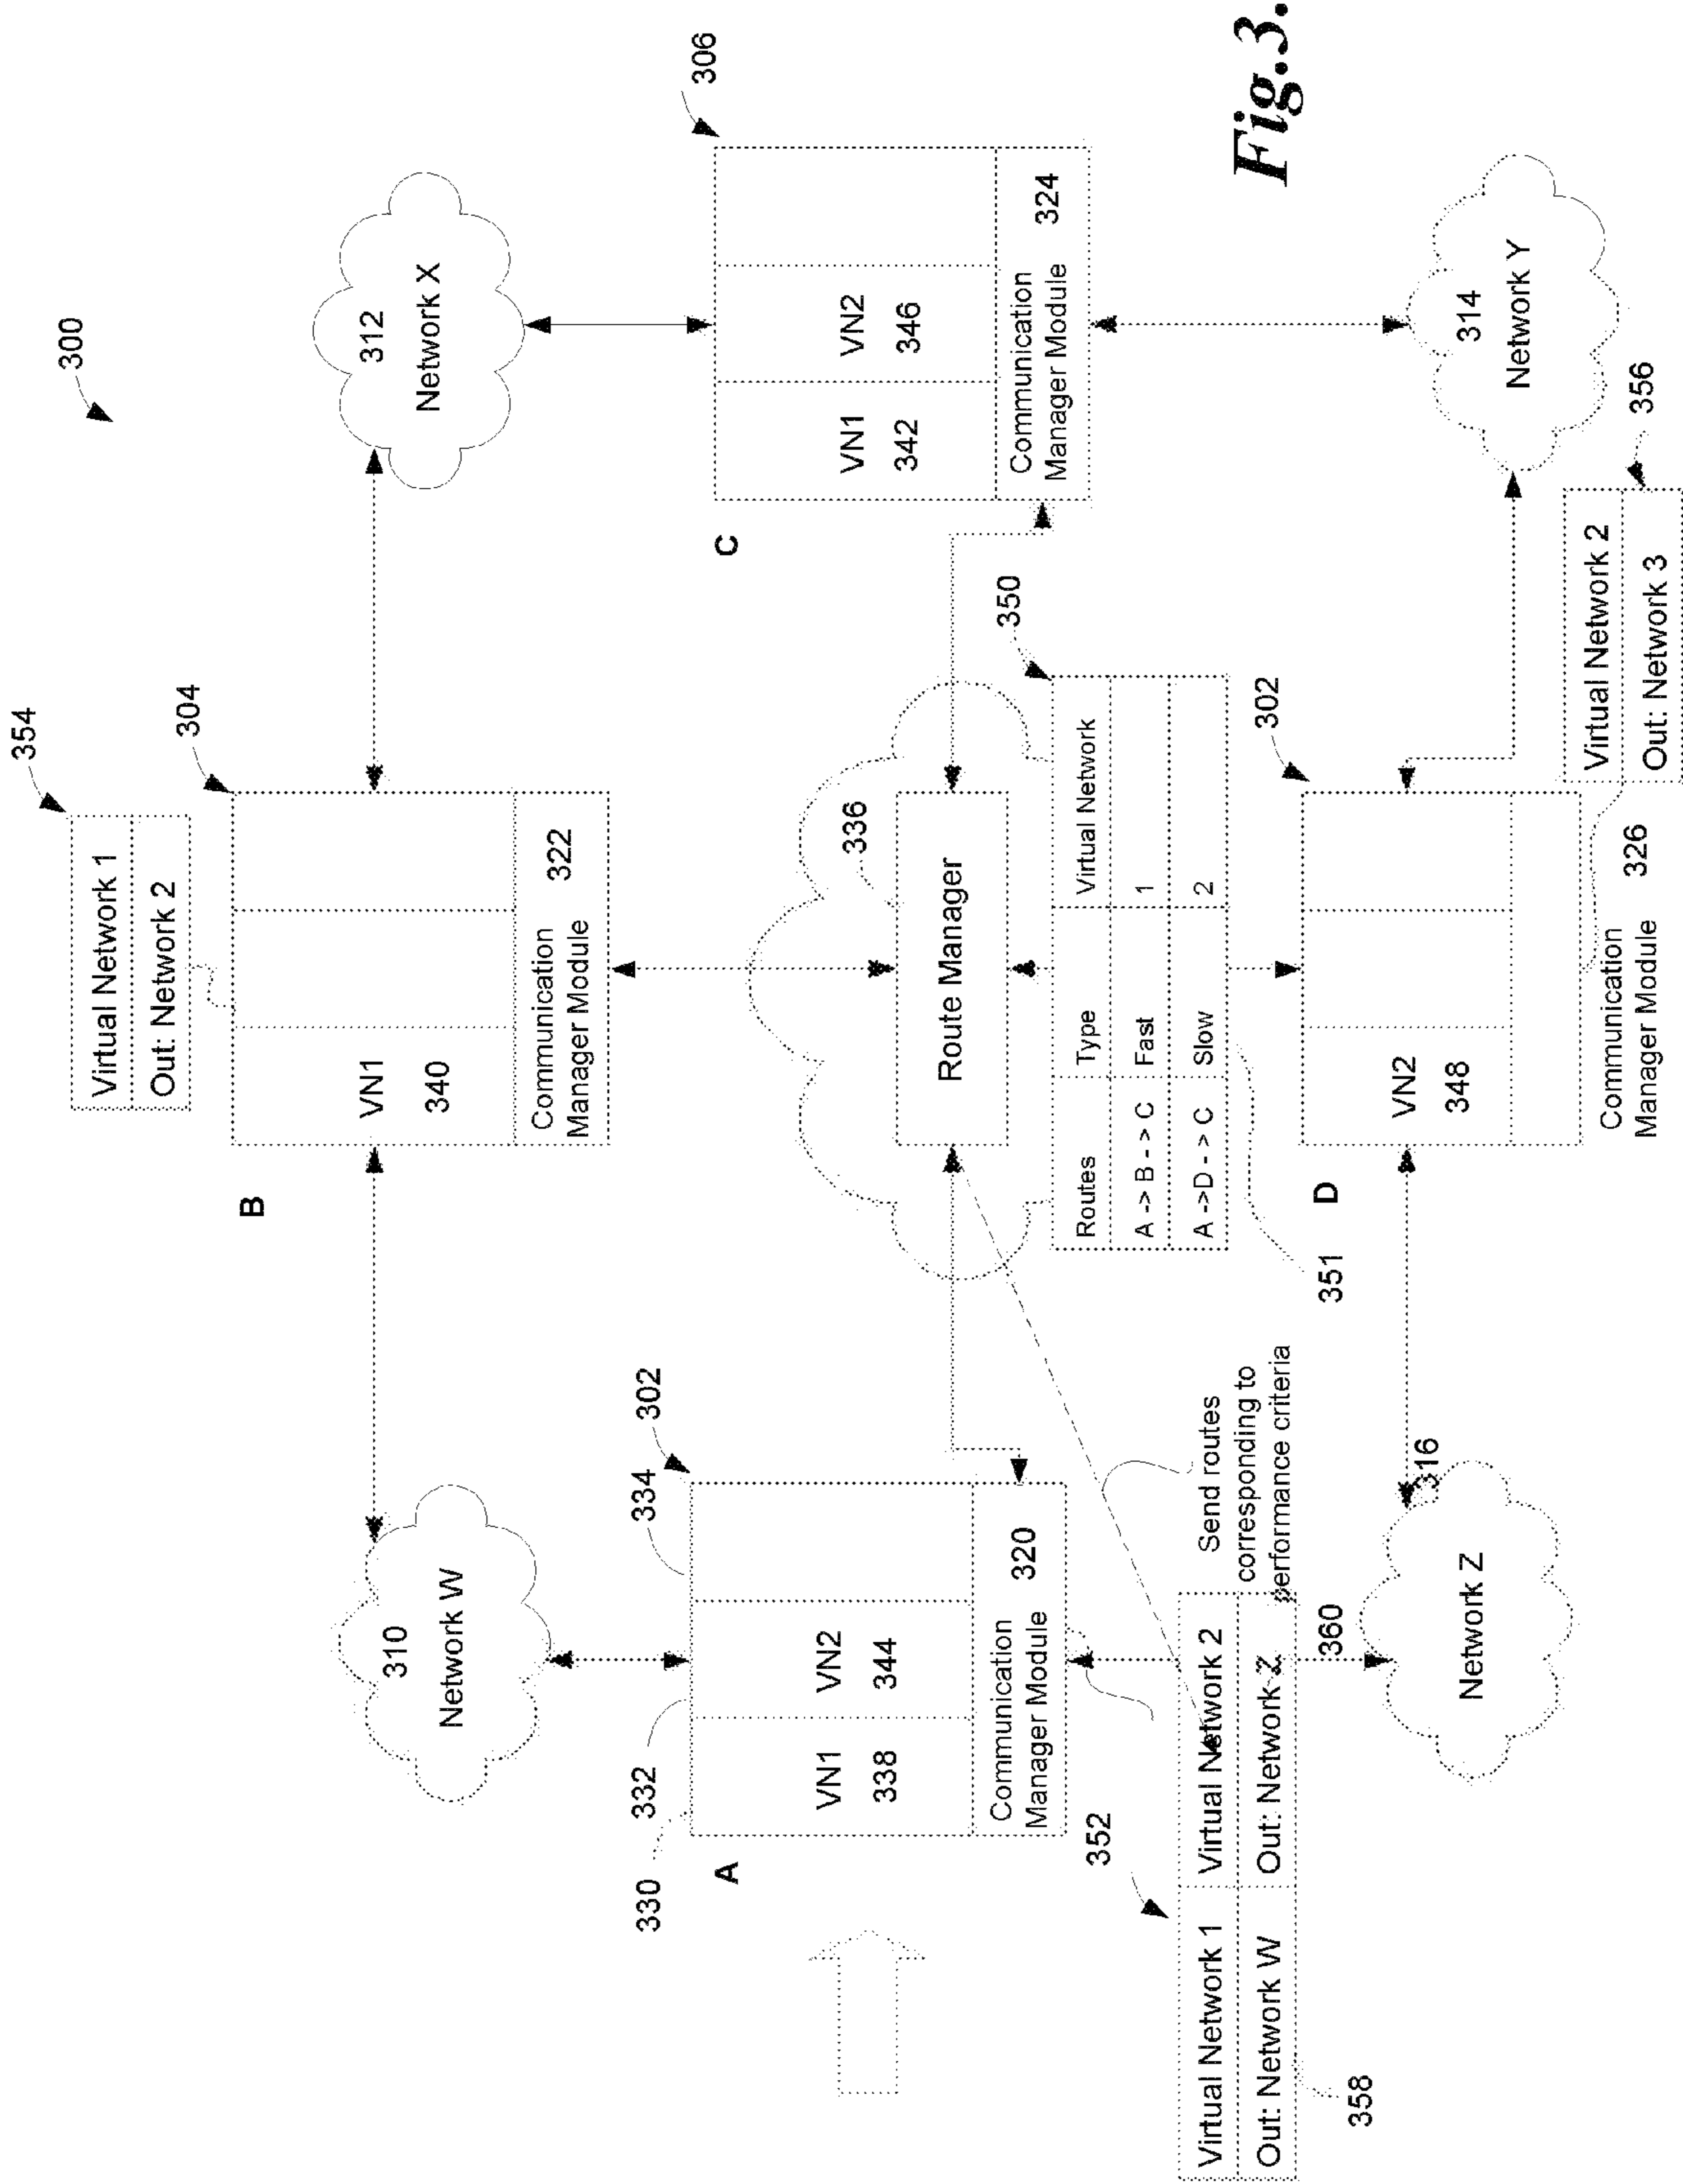 300
354
Virtual Network 1
Out: Network 2
304
B
VN1
340
Communication
Manager Module
322
310
Network W
312
Network X
306
C
VN1
342
VN2
346
Communication
Manager Module
324
302
330
332
334
A
VN1
338
VN2
344
Communication
Manager Module
320
336
Route Manager
350
Routes
Type
Virtual Network
A -> B - > C
Fast
1
A ->D - > C
Slow
2
351
352
Virtual Network 1
Virtual Network 2
Out: Network W
Out: Network Z
358
360
Send routes
corresponding to
performance criteria
316
Network Z
D
302
VN2
348
Communication
Manager Module
326
Virtual Network 2
Out: Network 3
356
314
Network Y
Fig.3.